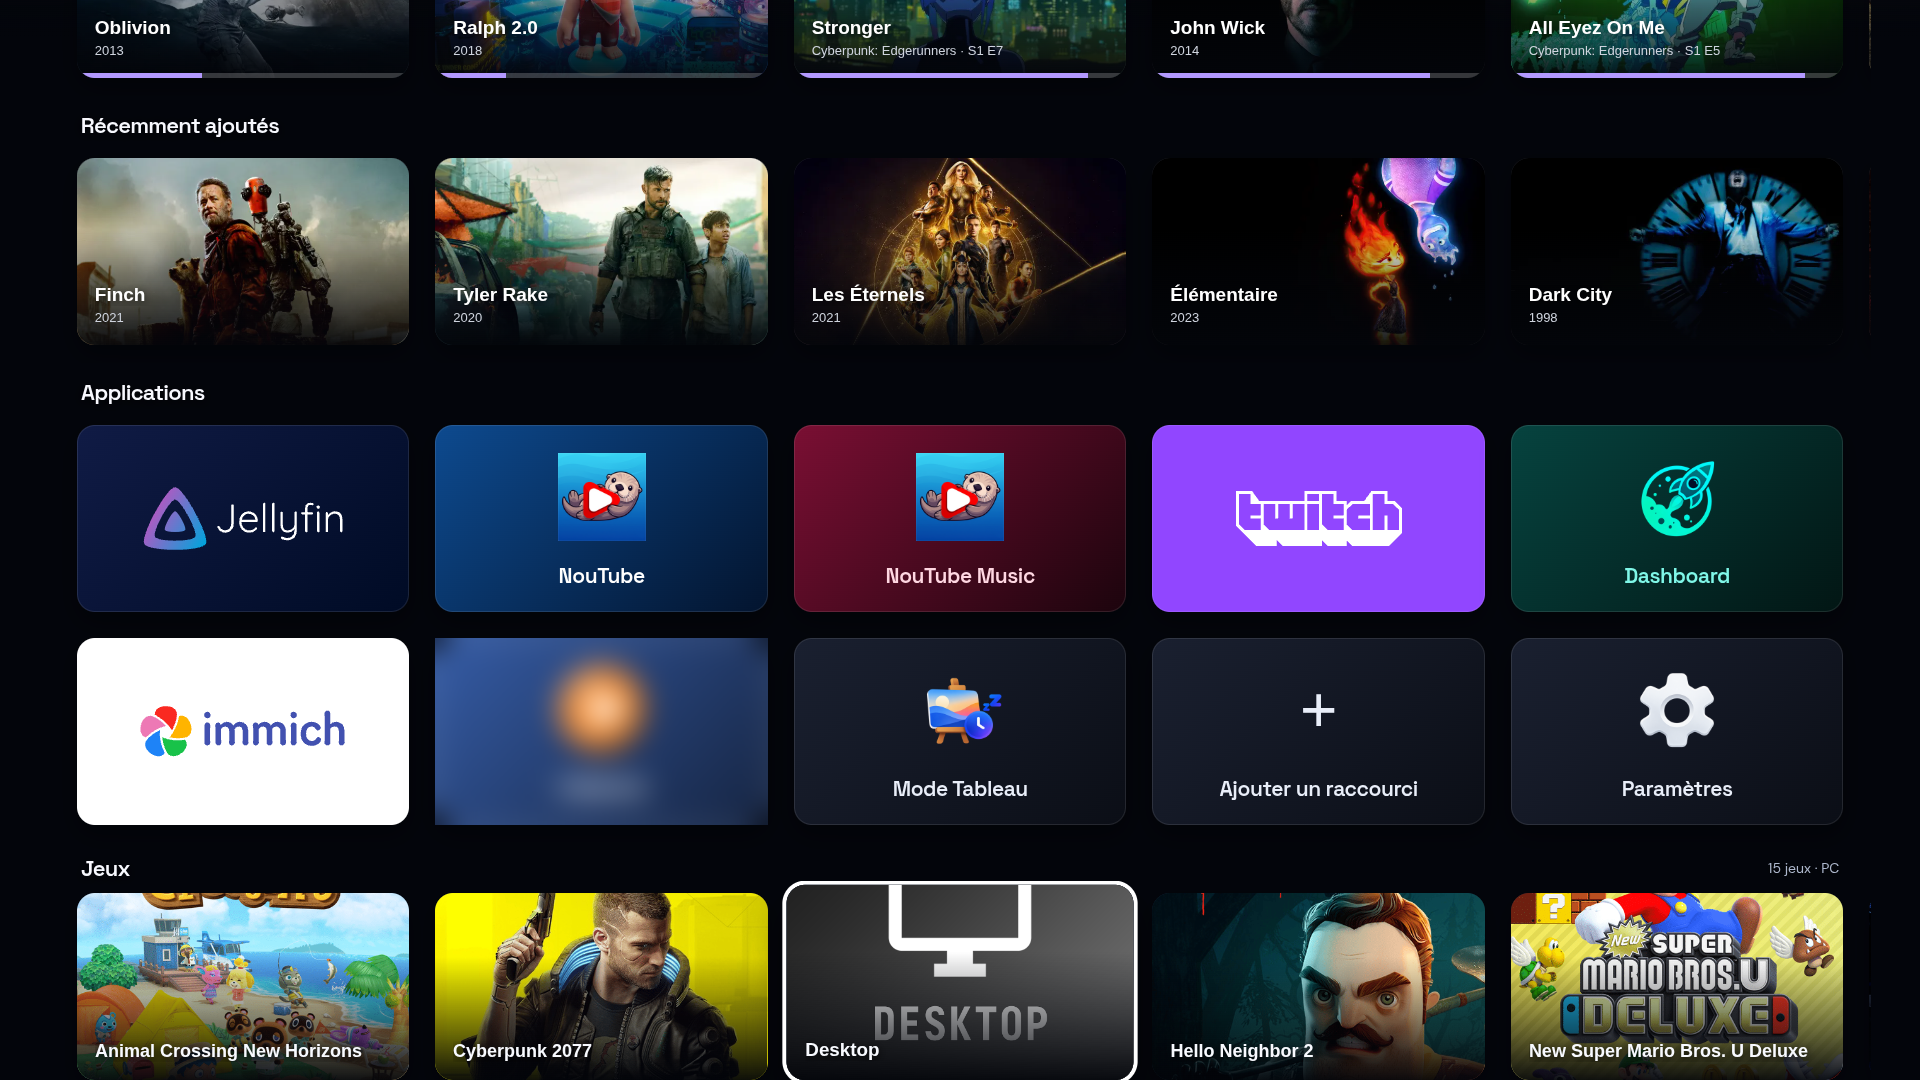 Oblivion
2013
Ralph 2.0
2018
Stronger
Cyberpunk: Edgerunners · S1 E7
John Wick
2014
All Eyez On Me
Cyberpunk: Edgerunners · S1 E5
Récemment ajoutés
Finch
2021
Tyler Rake
2020
Les Éternels
2021
Élémentaire
2023
Dark City
1998
Applications
Jellyfin
NouTube
NouTube Music
twitch
Dashboard
immich
Mode Tableau
Ajouter un raccourci
Paramètres
Jeux
15 jeux · PC
Animal Crossing New Horizons
Cyberpunk 2077
DESKTOP
Desktop
Hello Neighbor 2
New SUPER
MARIO BROS. U
DELUXE
New Super Mario Bros. U Deluxe